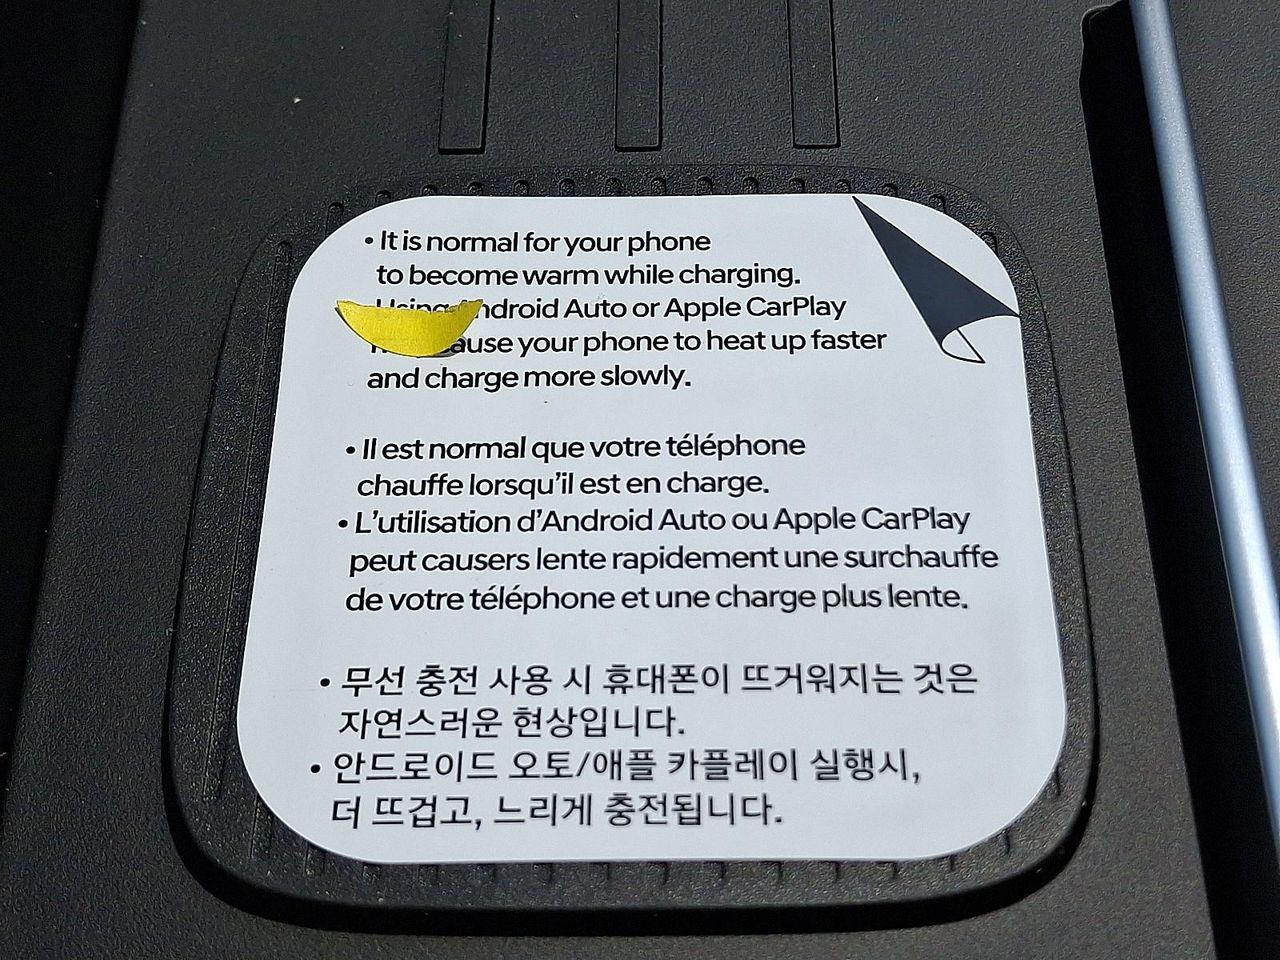 • It is normal for your phone
to become warm while charging.
Using Android Auto or Apple CarPlay
your phone to heat up faster
and charge more slowly.
• Il est normal que votre téléphone
chauffe lorsqu'il est en charge.
• L'utilisation d'Android Auto ou Apple CarPlay
peut causers lente rapidement une surchauffe
de votre téléphone et une charge plus lente.
• 무선 충전 사용 시 휴대폰이 뜨거워지는 것은
자연스러운 현상입니다.
• 안드로이드 오토/애플 카플레이 실행시,
더 뜨겁고, 느리게 충전됩니다.